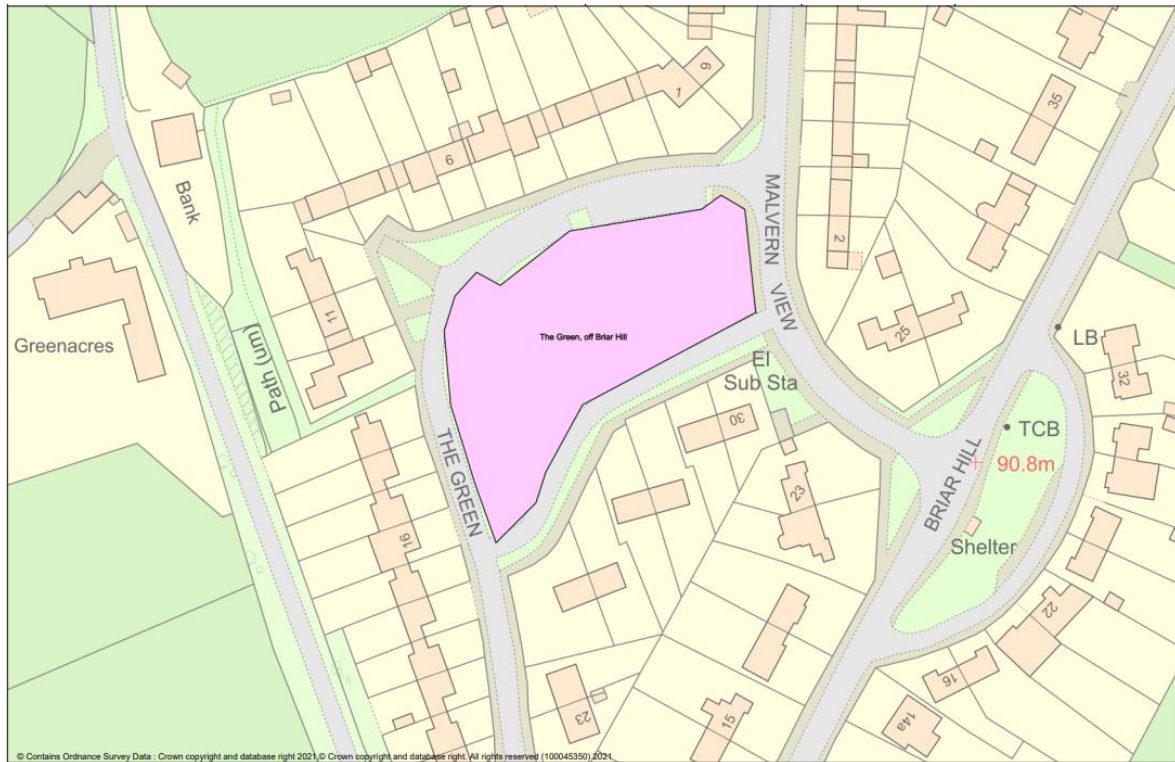 9
1
9
35
Bank
MALVERN VIEW
2
11
Greenacres
Path (um)
The Green, off Briar Hill
25
LB
32
El
Sub Sta
30
TCB
THE GREEN
BRIAR HILL
90.8m
23
16
Shelter
22
16
23
15
14a
© Contains Ordnance Survey Data : Crown copyright and database right 2021,© Crown copyright and database right. All rights reserved (100045350) 2021